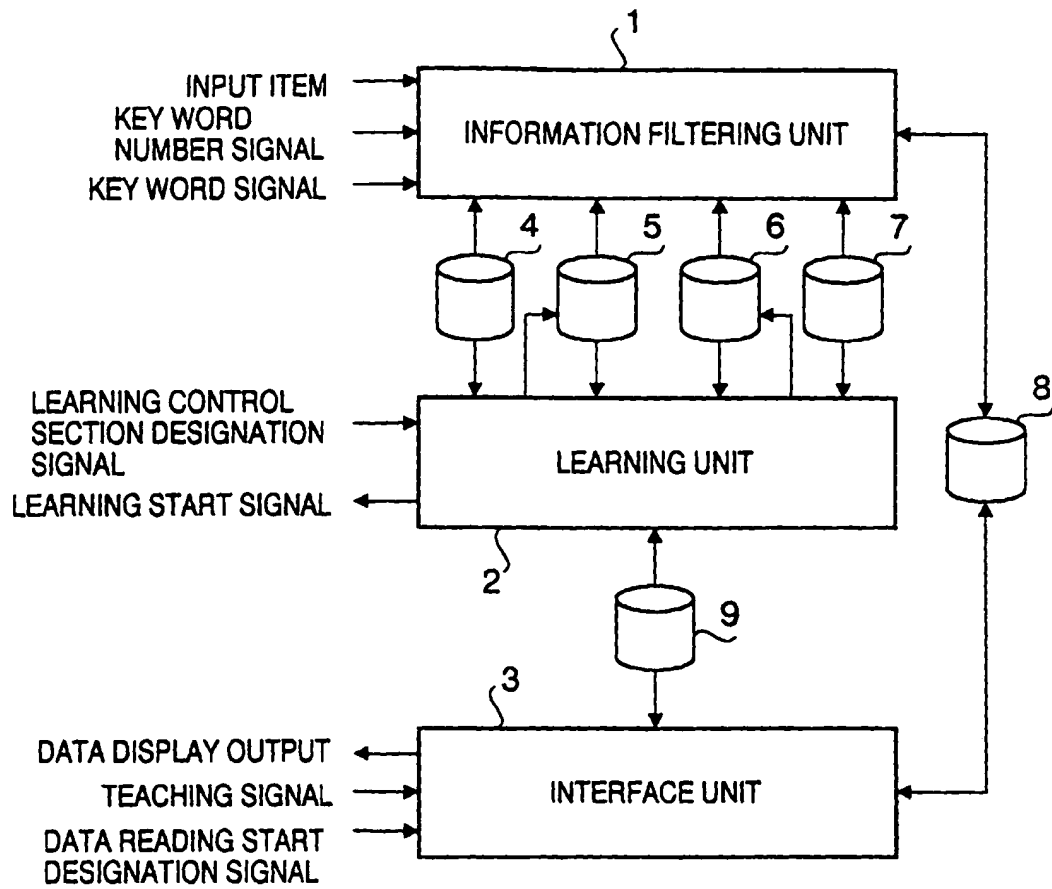 1
INPUT ITEM
KEY WORD
NUMBER SIGNAL
KEY WORD SIGNAL
INFORMATION FILTERING UNIT
4
5
6
7
LEARNING CONTROL
SECTION DESIGNATION
SIGNAL
LEARNING START SIGNAL
LEARNING UNIT
8
2
9
3
DATA DISPLAY OUTPUT
TEACHING SIGNAL
DATA READING START
DESIGNATION SIGNAL
INTERFACE UNIT